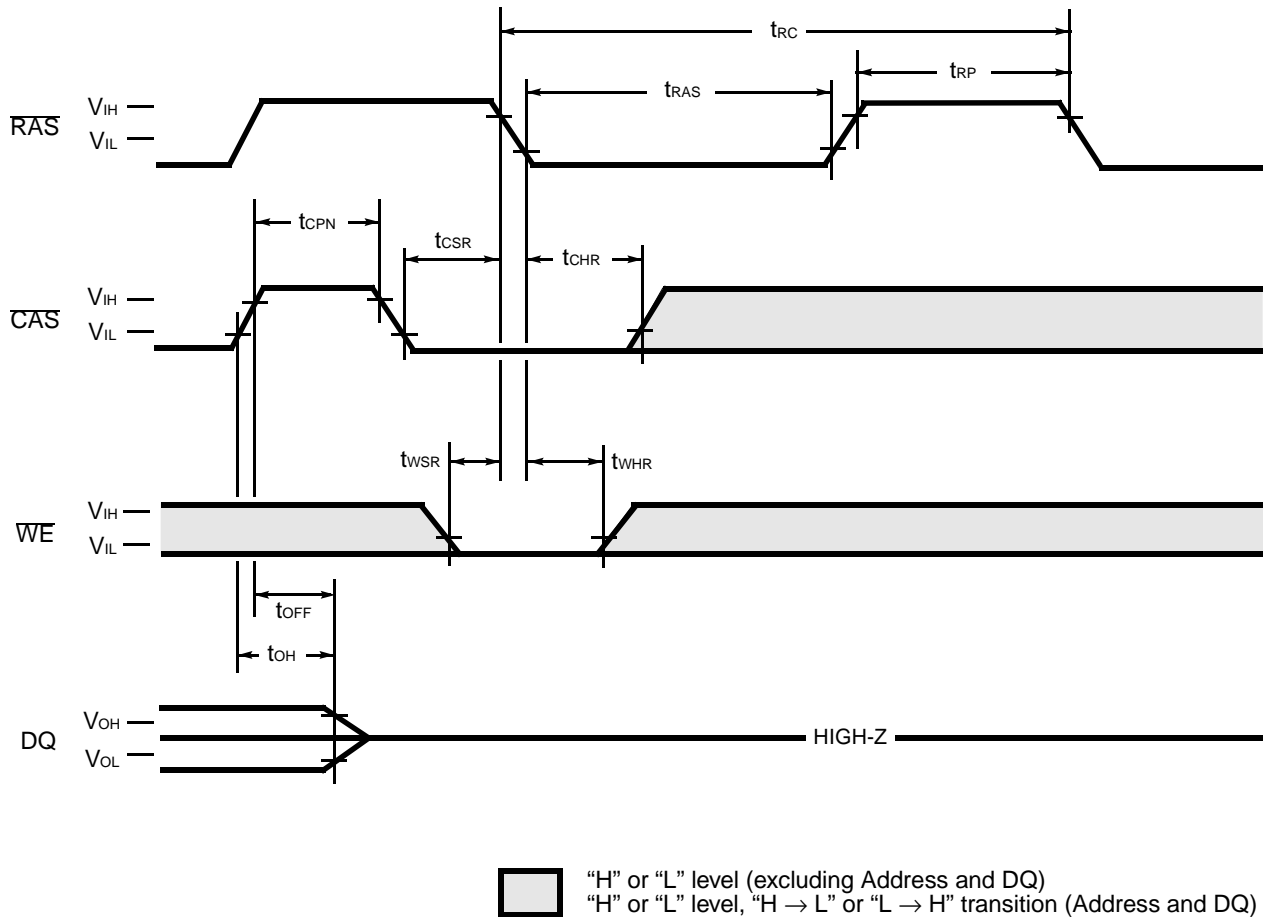 tRC
tRP
tRAS
RAS
VIH
VIL
tCPN
tCSR
tCHR
CAS
VIH
VIL
tWSR
tWHR
WE
VIH
VIL
tOFF
tOH
DQ
VOH
VOL
HIGH-Z
“H” or “L” level (excluding Address and DQ)
“H” or “L” level, “H → L” or “L → H” transition (Address and DQ)